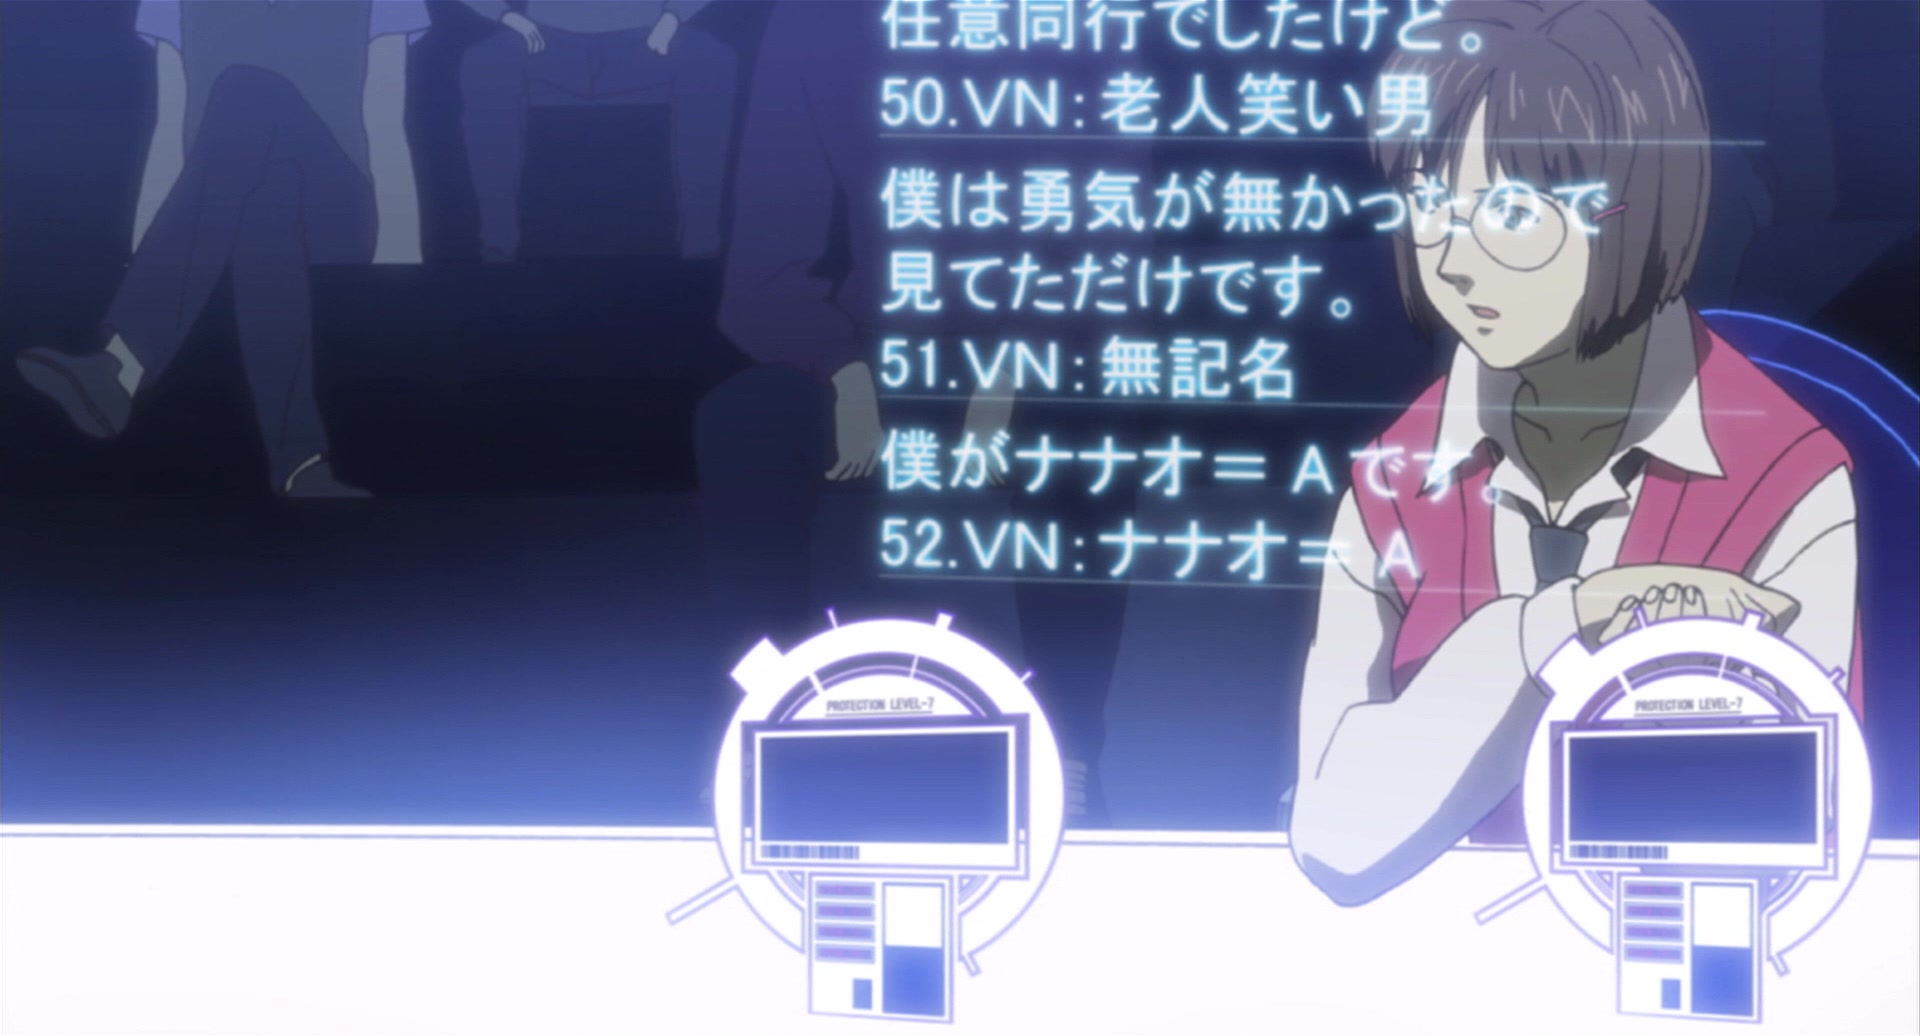 任意同行でしたけど。
50.VN:老人笑い男
僕は勇気が無かったので
見てただけです。
51.VN:無記名
僕がナナオ=Aです。
52.VN:ナナオ=A
PROTECTION LEVEL-7
PROTECTION LEVEL-7